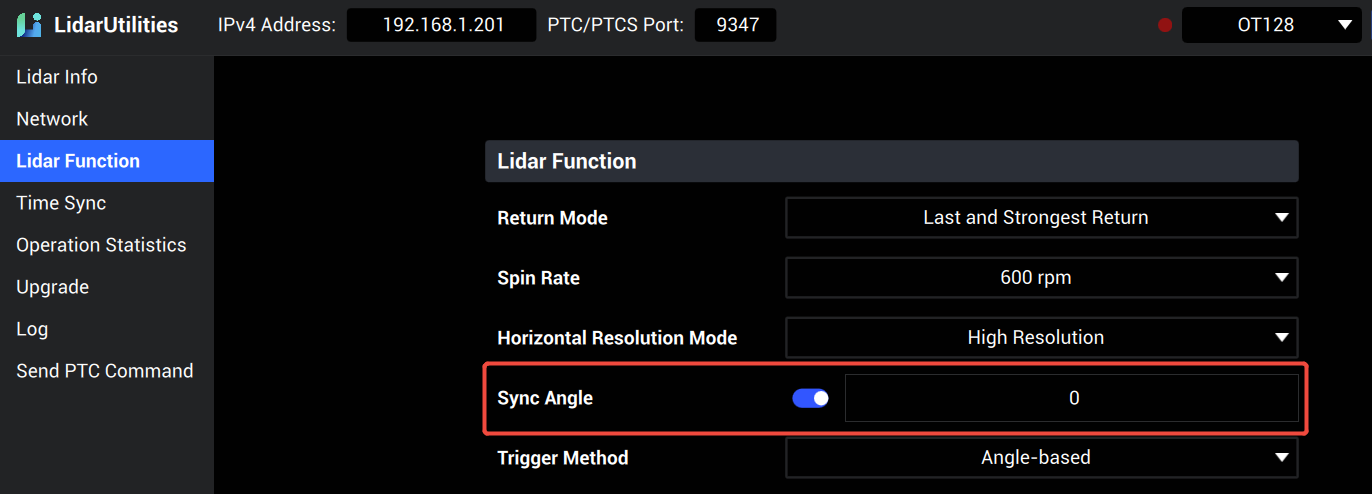 LidarUtilities IPv4 Address: 192.168.1.201 PTC/PTCS Port: 9347 OT128
Lidar Info
Network
Lidar Function
Time Sync
Operation Statistics
Upgrade
Log
Send PTC Command
Lidar Function
Return Mode Last and Strongest Return
Spin Rate 600 rpm
Horizontal Resolution Mode High Resolution
Sync Angle 0
Trigger Method Angle-based